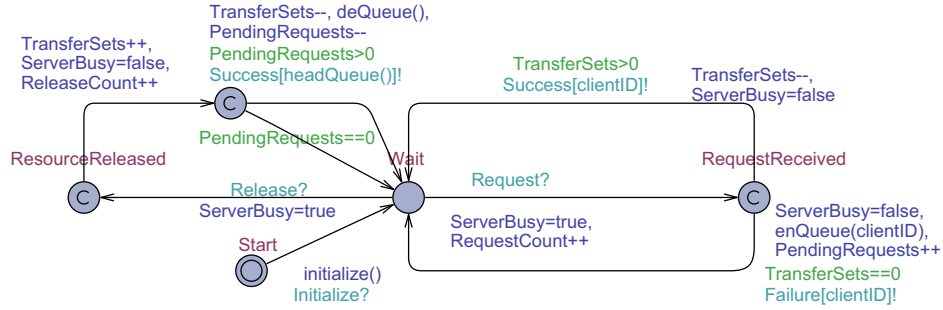 TransferSets--, deQueue(),
PendingRequests--
PendingRequests>0
Success[headQueue()]!
TransferSets++,
ServerBusy=false,
ReleaseCount++
TransferSets>0
Success[clientID]!
TransferSets--,
ServerBusy=false
C
PendingRequests==0
ResourceReleased
Wait
RequestReceived
Release?
Request?
C
C
ServerBusy=true
ServerBusy=true,
RequestCount++
ServerBusy=false,
enQueue(clientID),
PendingRequests++
Start
initialize()
Initialize?
TransferSets==0
Failure[clientID]!